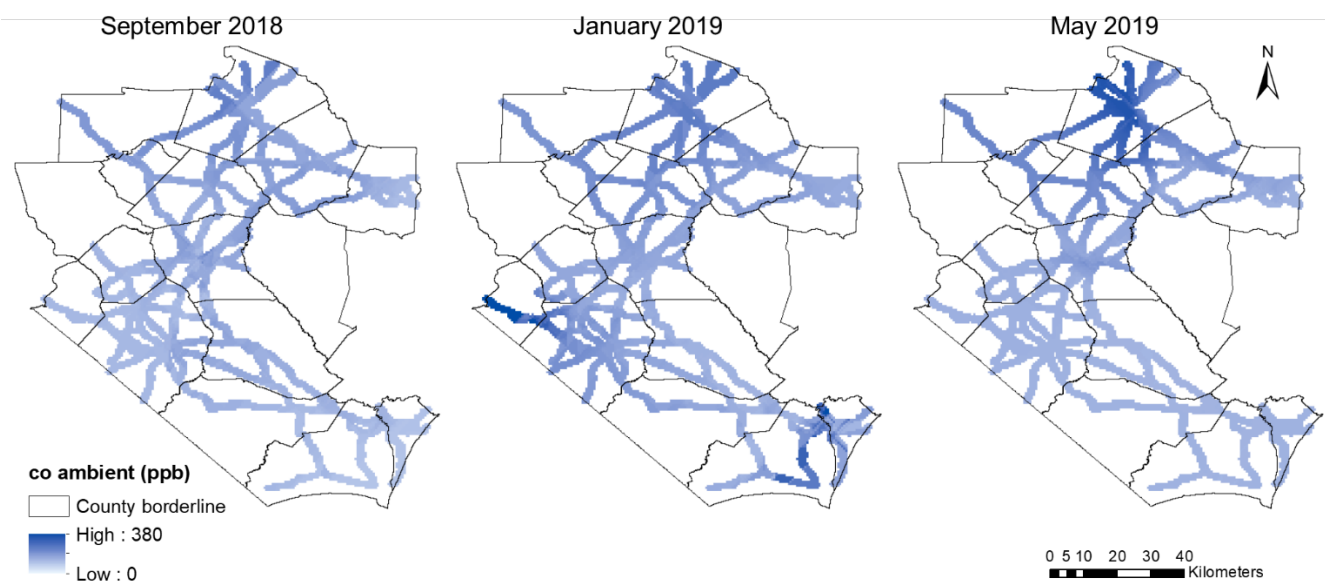 September 2018
January 2019
May 2019
N
co ambient (ppb)
County borderline
High : 380
Low : 0
0 5 10 20 30 40
Kilometers